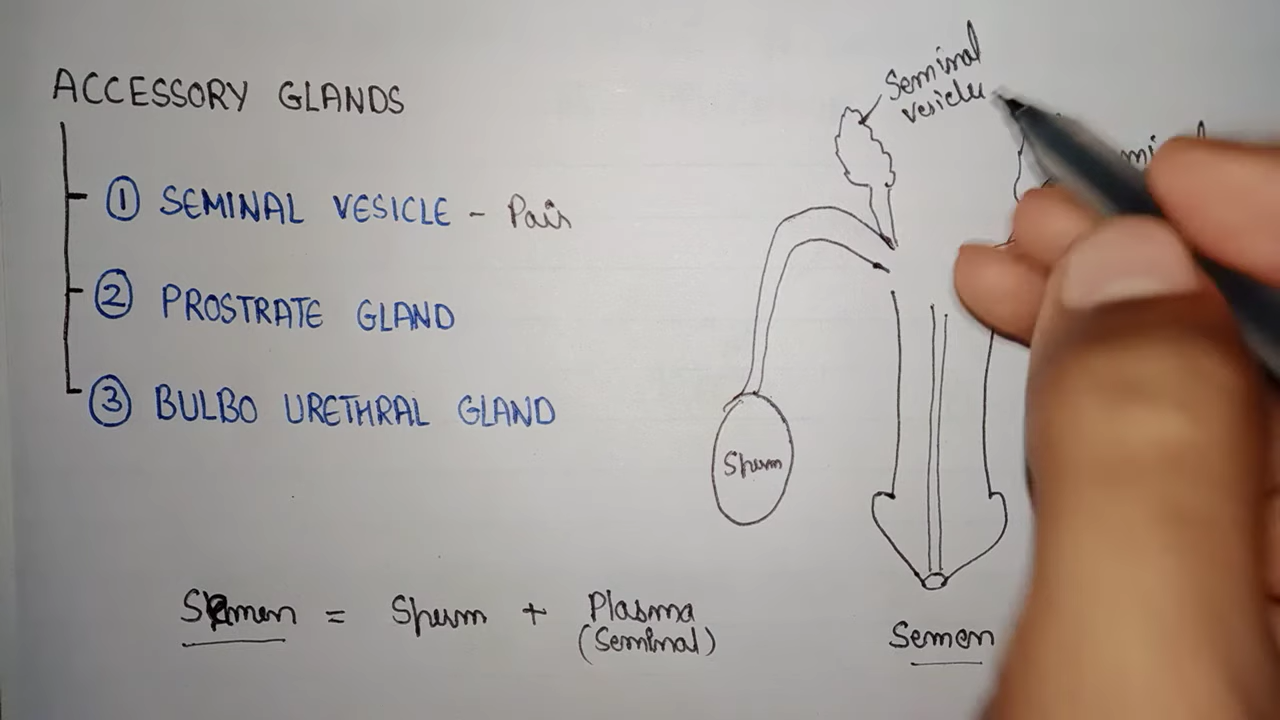 ACCESSORY GLANDS
① SEMINAL VESICLE - Pair
② PROSTRATE GLAND
③ BULBO URETHRAL GLAND
Semen = Sperm + Plasma
(Seminal)
Seminal
vesicle
Sperm
Semen